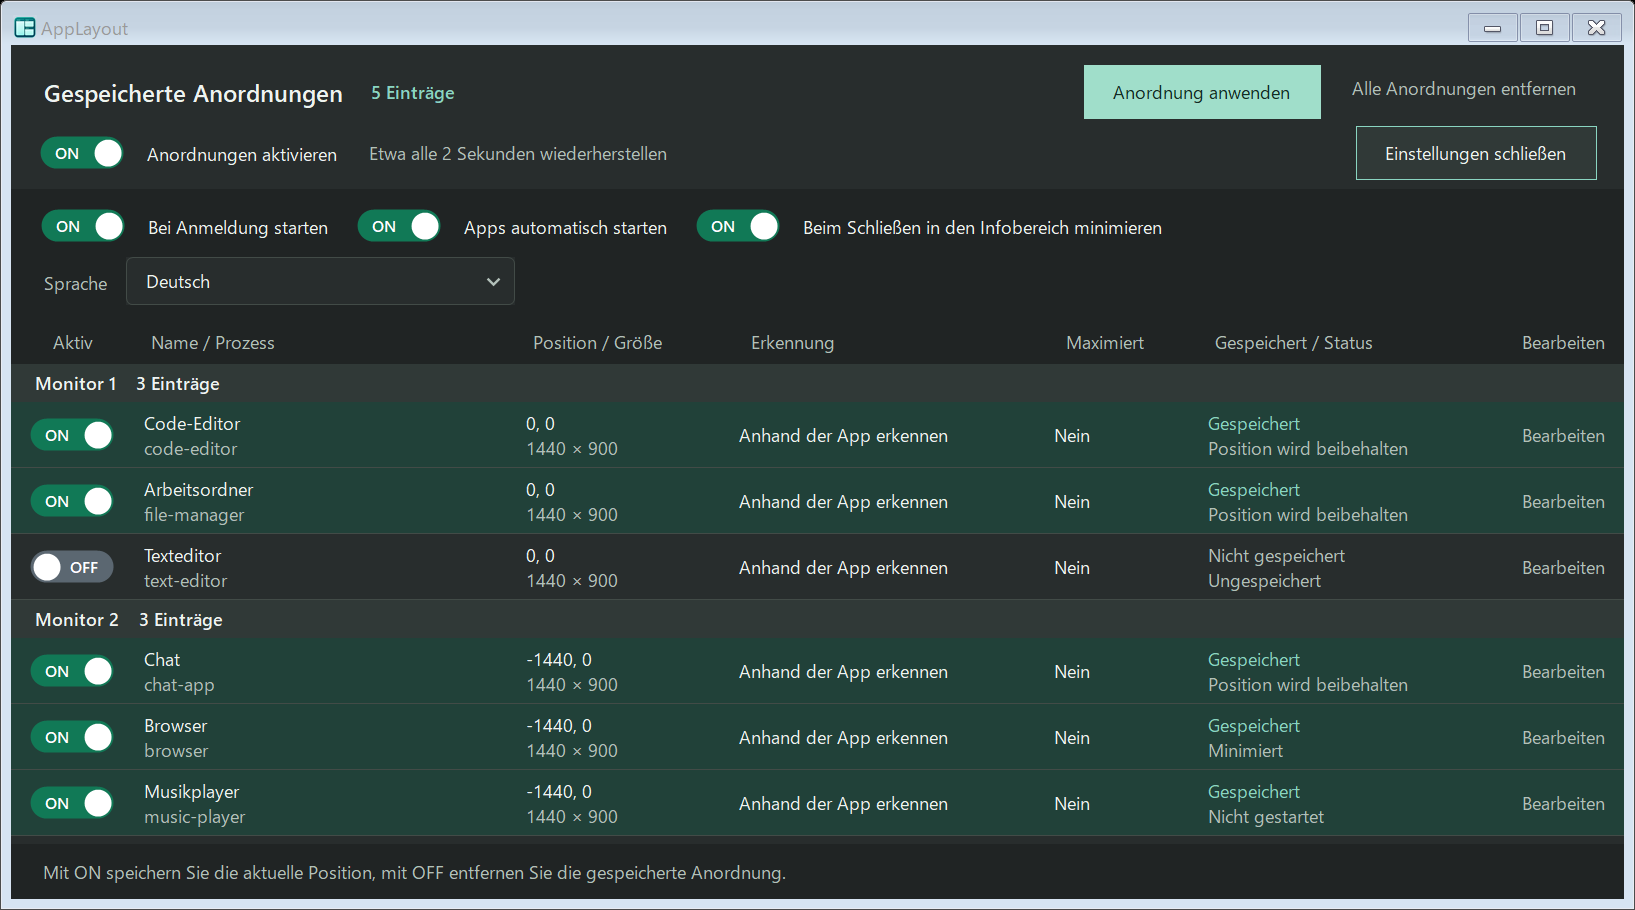 AppLayout
Gespeicherte Anordnungen 5 Einträge
Anordnung anwenden
Alle Anordnungen entfernen
ON Anordnungen aktivieren Etwa alle 2 Sekunden wiederherstellen
Einstellungen schließen
ON Bei Anmeldung starten ON Apps automatisch starten ON Beim Schließen in den Infobereich minimieren
Sprache Deutsch
Aktiv Name / Prozess Position / Größe Erkennung Maximiert Gespeichert / Status Bearbeiten
Monitor 1 3 Einträge
Code-Editor 0, 0 Gespeichert
ON Anhand der App erkennen Nein Bearbeiten
code-editor 1440 × 900 Position wird beibehalten
Arbeitsordner 0, 0 Gespeichert
ON Anhand der App erkennen Nein Bearbeiten
file-manager 1440 × 900 Position wird beibehalten
Texteditor 0, 0 Nicht gespeichert
OFF Anhand der App erkennen Nein Bearbeiten
text-editor 1440 × 900 Ungespeichert
Monitor 2 3 Einträge
Chat -1440, 0 Gespeichert
ON Anhand der App erkennen Nein Bearbeiten
chat-app 1440 × 900 Position wird beibehalten
Browser -1440, 0 Gespeichert
ON Anhand der App erkennen Nein Bearbeiten
browser 1440 × 900 Minimiert
Musikplayer -1440, 0 Gespeichert
ON Anhand der App erkennen Nein Bearbeiten
music-player 1440 × 900 Nicht gestartet
Mit ON speichern Sie die aktuelle Position, mit OFF entfernen Sie die gespeicherte Anordnung.